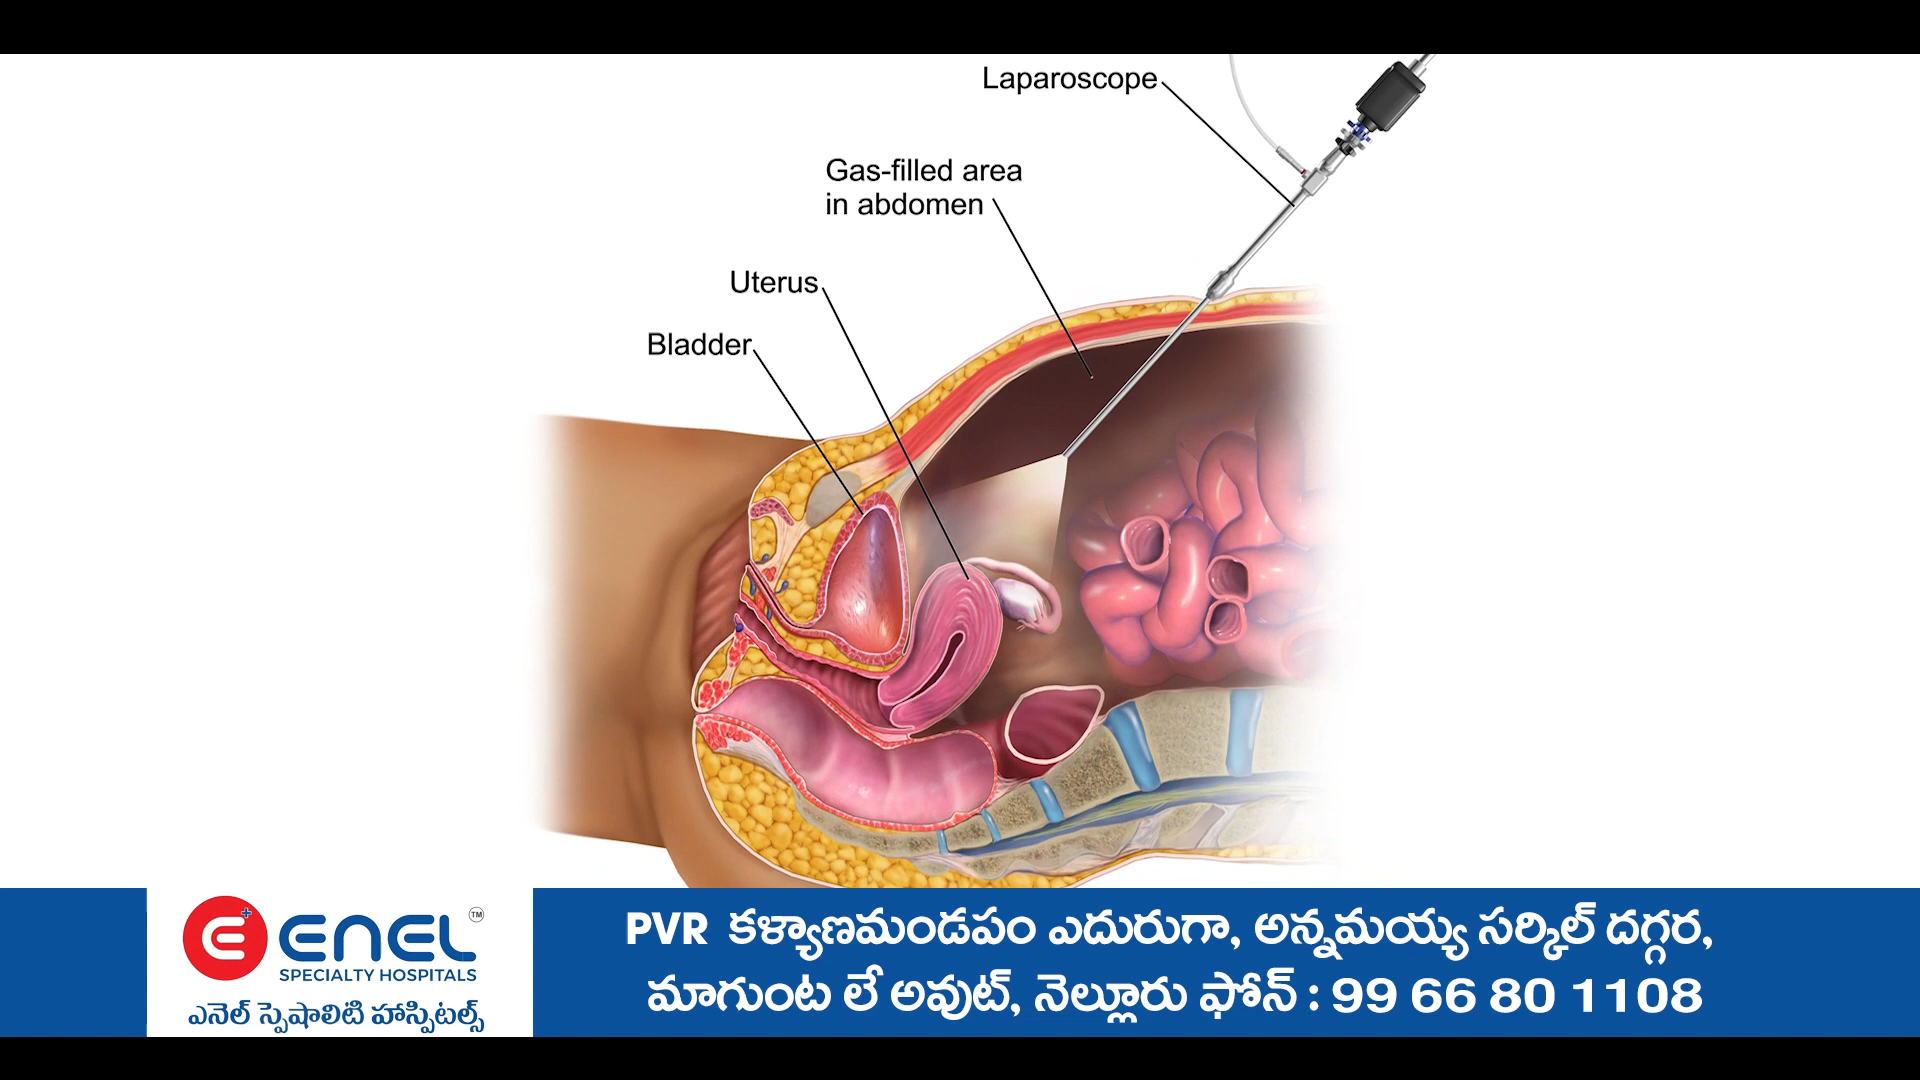 Laparoscope
Gas-filled area
in abdomen
Uterus
Bladder
ENEL TM
SPECIALTY HOSPITALS
ఎనెల్ స్పెషాలిటి హాస్పిటల్స్
PVR కళ్యాణమండపం ఎదురుగా, అన్నమయ్య సర్కిల్ దగ్గర,
మాగుంట లే అవుట్, నెల్లూరు ఫోన్ : 99 66 80 1108